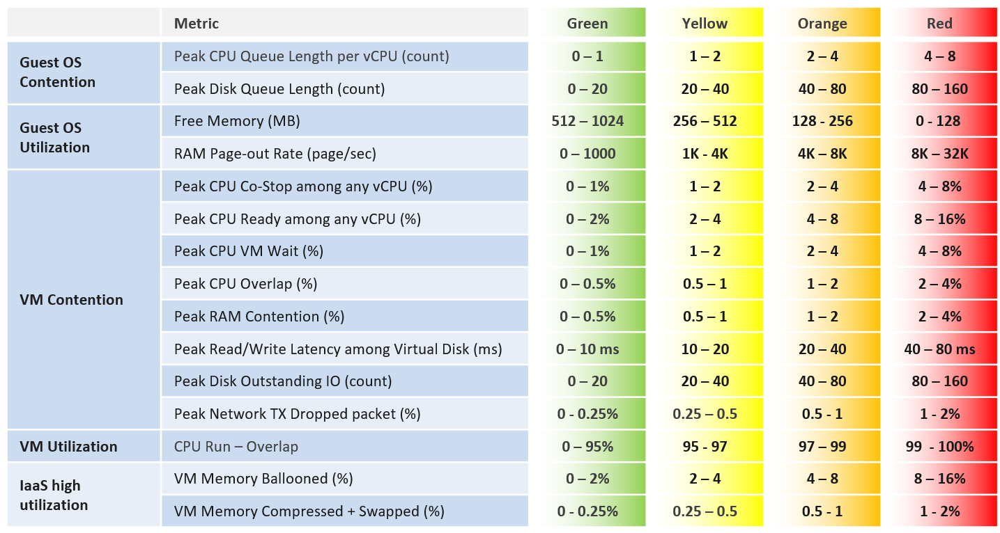 Metric Green Yellow Orange Red
Guest OS
Contention
Peak CPU Queue Length per vCPU (count) 0 – 1 1 – 2 2 – 4 4 – 8
Peak Disk Queue Length (count) 0 – 20 20 – 40 40 – 80 80 – 160
Guest OS
Utilization
Free Memory (MB) 512 – 1024 256 – 512 128 - 256 0 - 128
RAM Page-out Rate (page/sec) 0 – 1000 1K - 4K 4K – 8K 8K – 32K
VM Contention
Peak CPU Co-Stop among any vCPU (%) 0 – 1% 1 – 2 2 – 4 4 – 8%
Peak CPU Ready among any vCPU (%) 0 – 2% 2 – 4 4 – 8 8 – 16%
Peak CPU VM Wait (%) 0 – 1% 1 – 2 2 – 4 4 – 8%
Peak CPU Overlap (%) 0 – 0.5% 0.5 – 1 1 – 2 2 – 4%
Peak RAM Contention (%) 0 – 0.5% 0.5 – 1 1 – 2 2 – 4%
Peak Read/Write Latency among Virtual Disk (ms) 0 – 10 ms 10 – 20 20 – 40 40 – 80 ms
Peak Disk Outstanding IO (count) 0 – 20 20 – 40 40 – 80 80 – 160
Peak Network TX Dropped packet (%) 0 - 0.25% 0.25 – 0.5 0.5 - 1 1 - 2%
VM Utilization CPU Run – Overlap 0 – 95% 95 - 97 97 – 99 99  - 100%
IaaS high
utilization
VM Memory Ballooned (%) 0 – 2% 2 – 4 4 – 8 8 – 16%
VM Memory Compressed + Swapped (%) 0 - 0.25% 0.25 – 0.5 0.5 - 1 1 - 2%